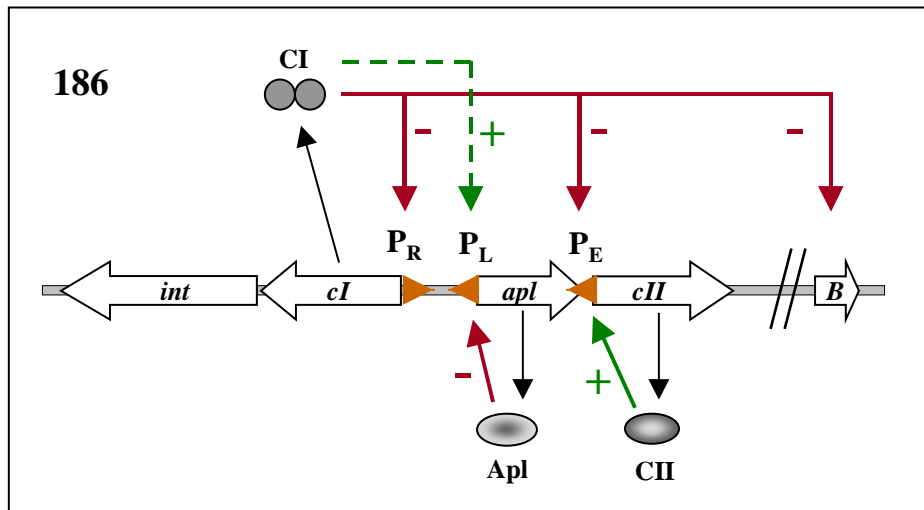 186
CI
- + - -
P_R P_L P_E
int cI apl cII B
- +
Apl CII